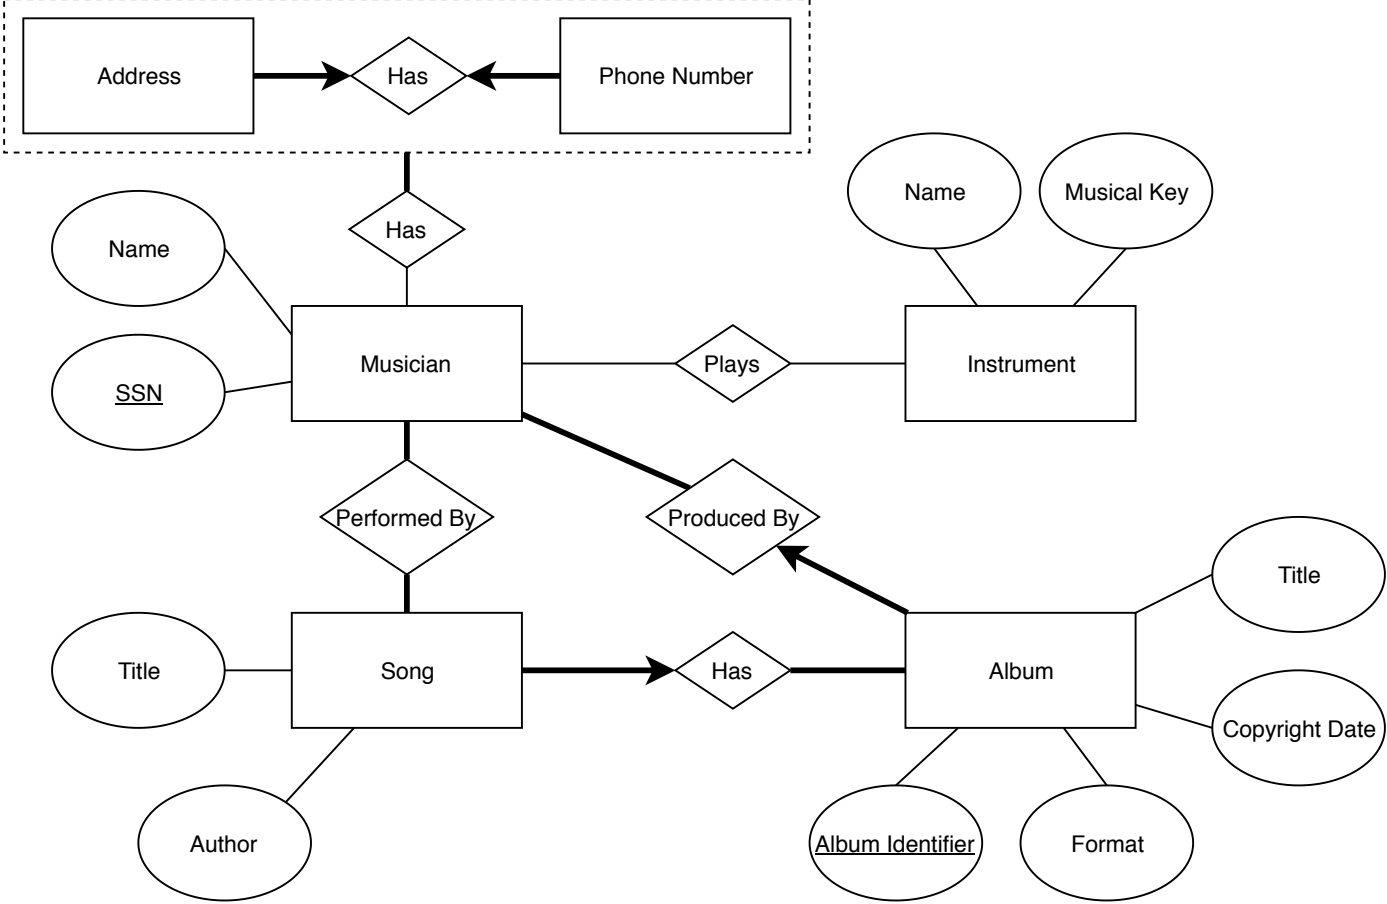 Address
Has
Phone Number
Has
Name
Musical Key
Name
SSN
Musician
Plays
Instrument
Performed By
Produced By
Title
Title
Song
Has
Album
Copyright Date
Author
Album Identifier
Format